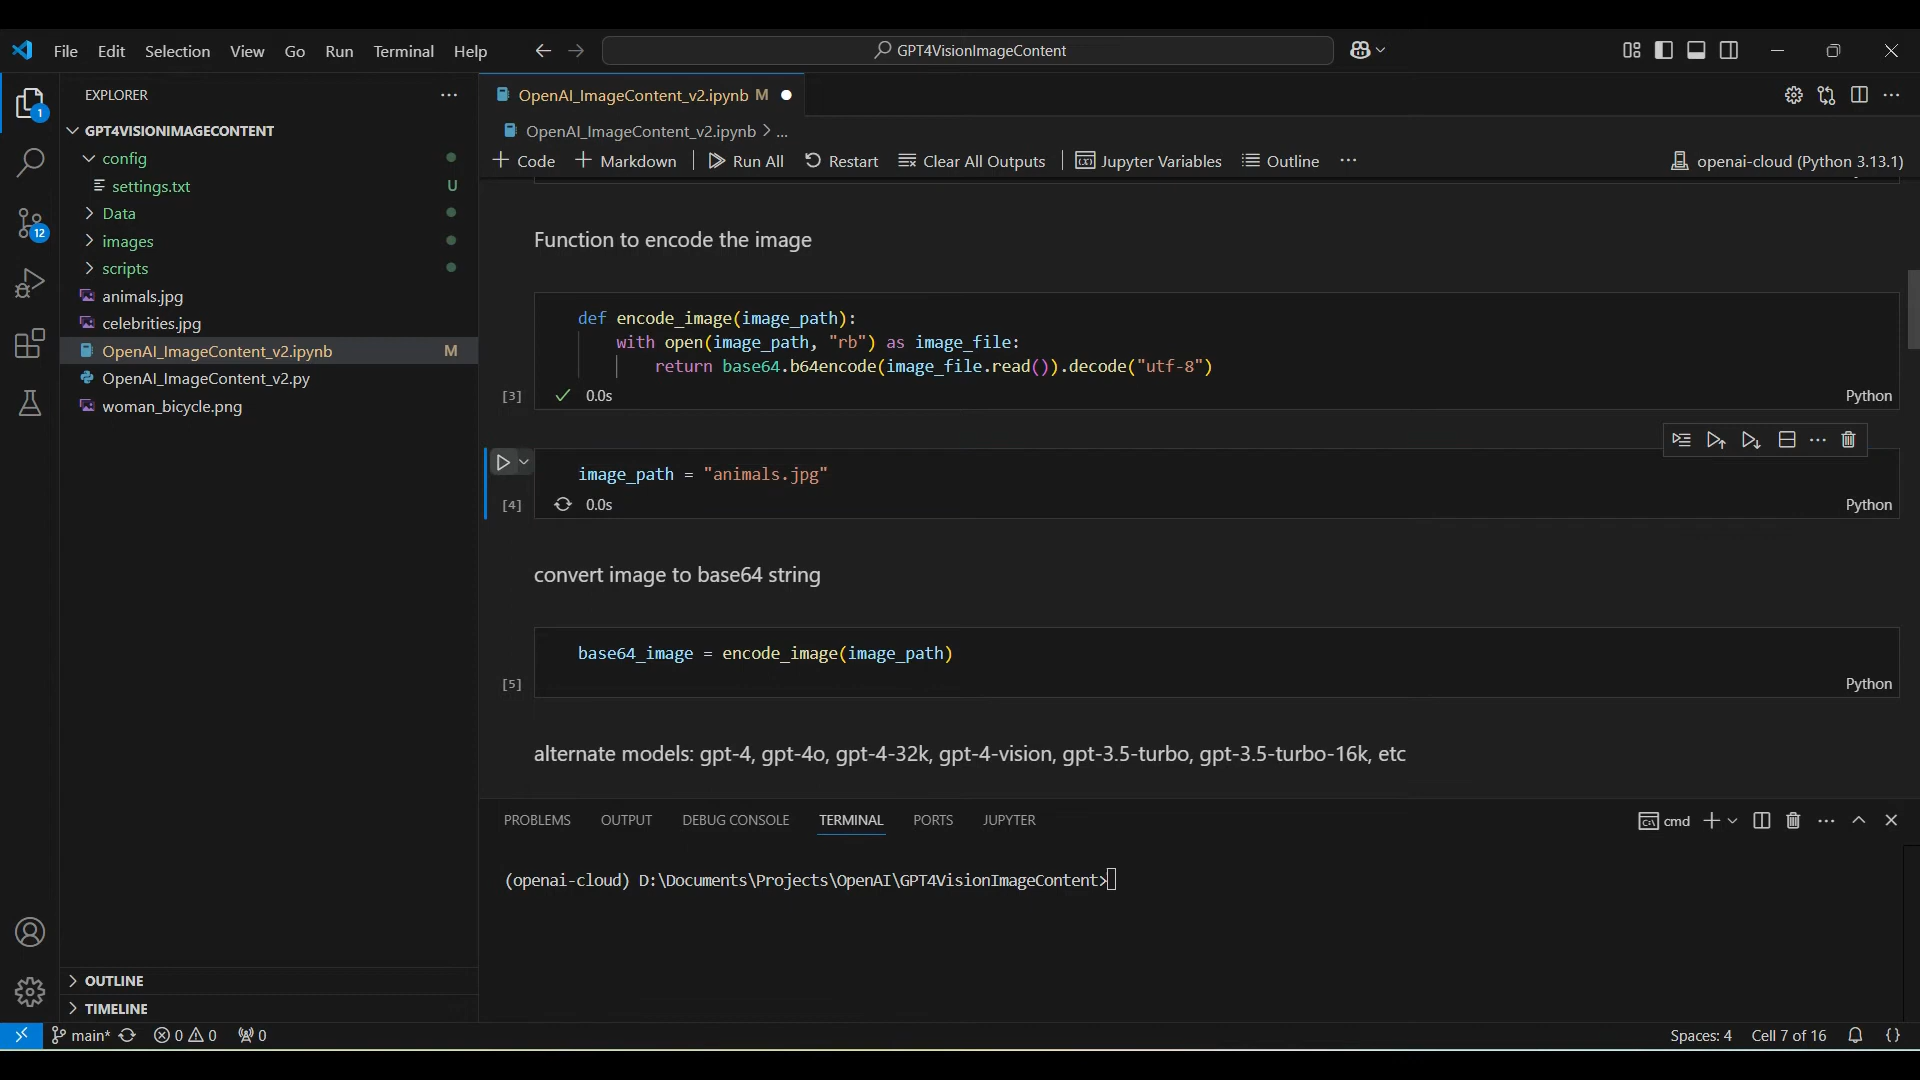 File Edit Selection View Go Run Terminal Help
GPT4VisionImageContent
EXPLORER
GPT4VISIONIMAGECONTENT
config
settings.txt U
Data
images
scripts
animals.jpg
celebrities.jpg
OpenAI_ImageContent_v2.ipynb M
OpenAI_ImageContent_v2.py
woman_bicycle.png
OUTLINE
TIMELINE
1
12
OpenAI_ImageContent_v2.ipynb M
OpenAI_ImageContent_v2.ipynb > ...
+ Code + Markdown Run All Restart Clear All Outputs Jupyter Variables Outline ... openai-cloud (Python 3.13.1)
Function to encode the image
def encode_image(image_path):
with open(image_path, "rb") as image_file:
return base64.b64encode(image_file.read()).decode("utf-8")
[3] 0.0s Python
image_path = "animals.jpg"
[4] 0.0s Python
convert image to base64 string
base64_image = encode_image(image_path)
[5] Python
alternate models: gpt-4, gpt-4o, gpt-4-32k, gpt-4-vision, gpt-3.5-turbo, gpt-3.5-turbo-16k, etc
PROBLEMS OUTPUT DEBUG CONSOLE TERMINAL PORTS JUPYTER cmd
(openai-cloud) D:\Documents\Projects\OpenAI\GPT4VisionImageContent>
main* 0 0 0 Spaces: 4 Cell 7 of 16 {}